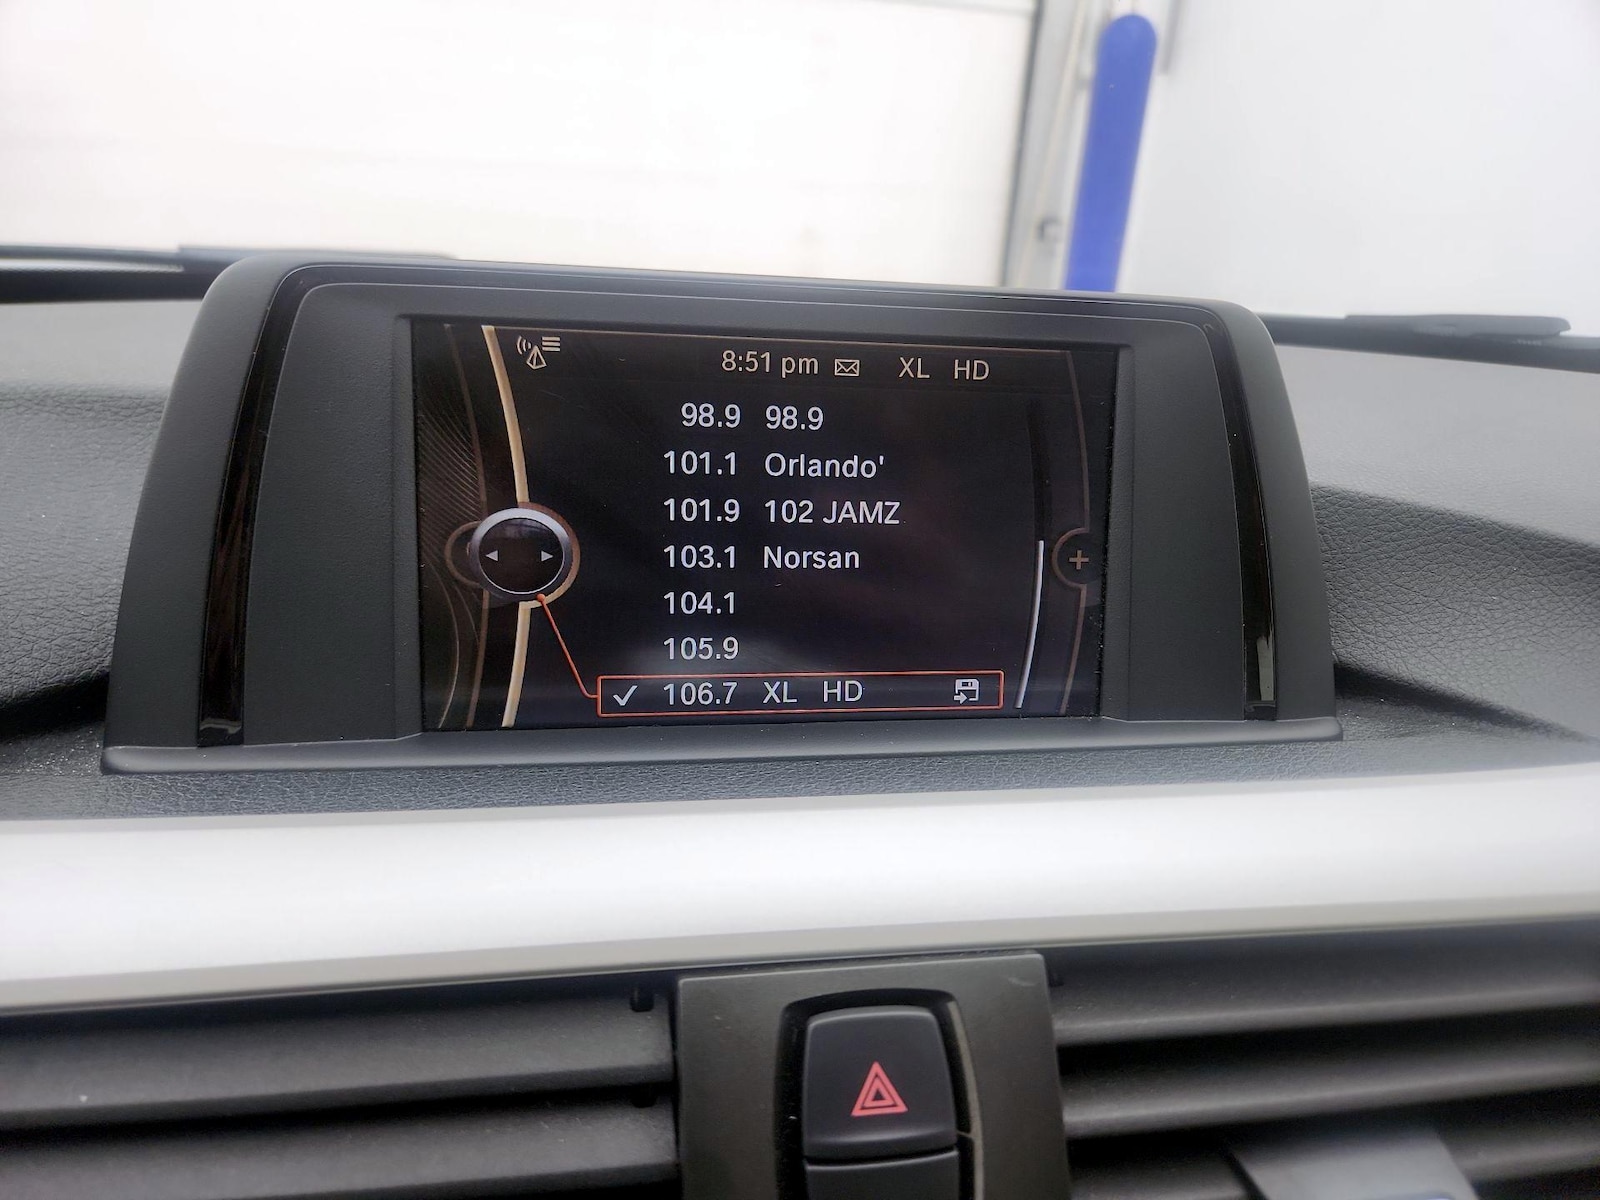 8:51 pm XL HD
98.9 98.9
101.1 Orlando'
101.9 102 JAMZ
103.1 Norsan
104.1
105.9
106.7 XL HD